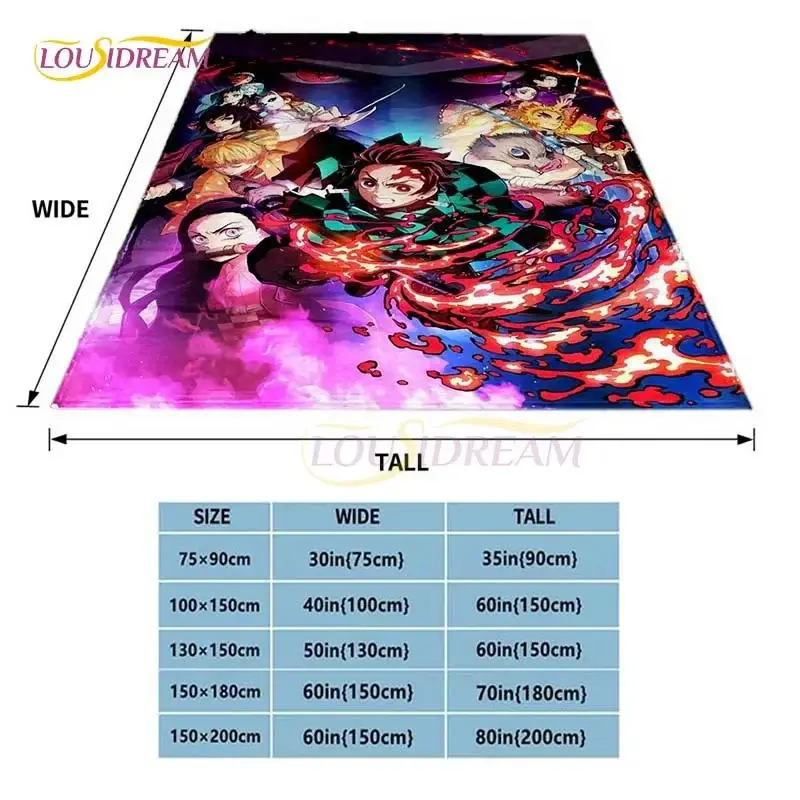 LOUSIDREAM
WIDE
LOUSIDREAM
TALL
SIZE WIDE TALL
75×90cm 30in{75cm} 35in{90cm}
100×150cm 40in{100cm} 60in{150cm}
130×150cm 50in{130cm} 60in{150cm}
150×180cm 60in{150cm} 70in{180cm}
150×200cm 60in{150cm} 80in{200cm}